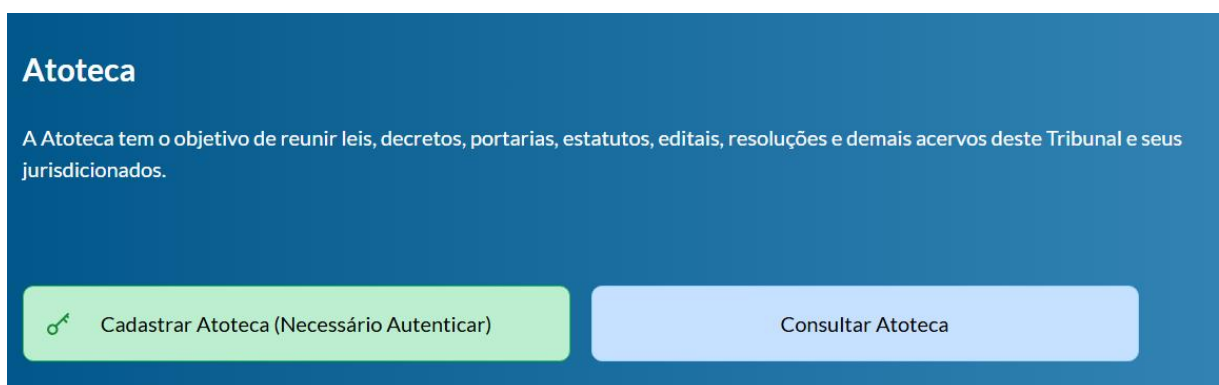 Atoteca
A Atoteca tem o objetivo de reunir leis, decretos, portarias, estatutos, editais, resoluções e demais acervos deste Tribunal e seus
jurisdicionados.
Cadastrar Atoteca (Necessário Autenticar)
Consultar Atoteca